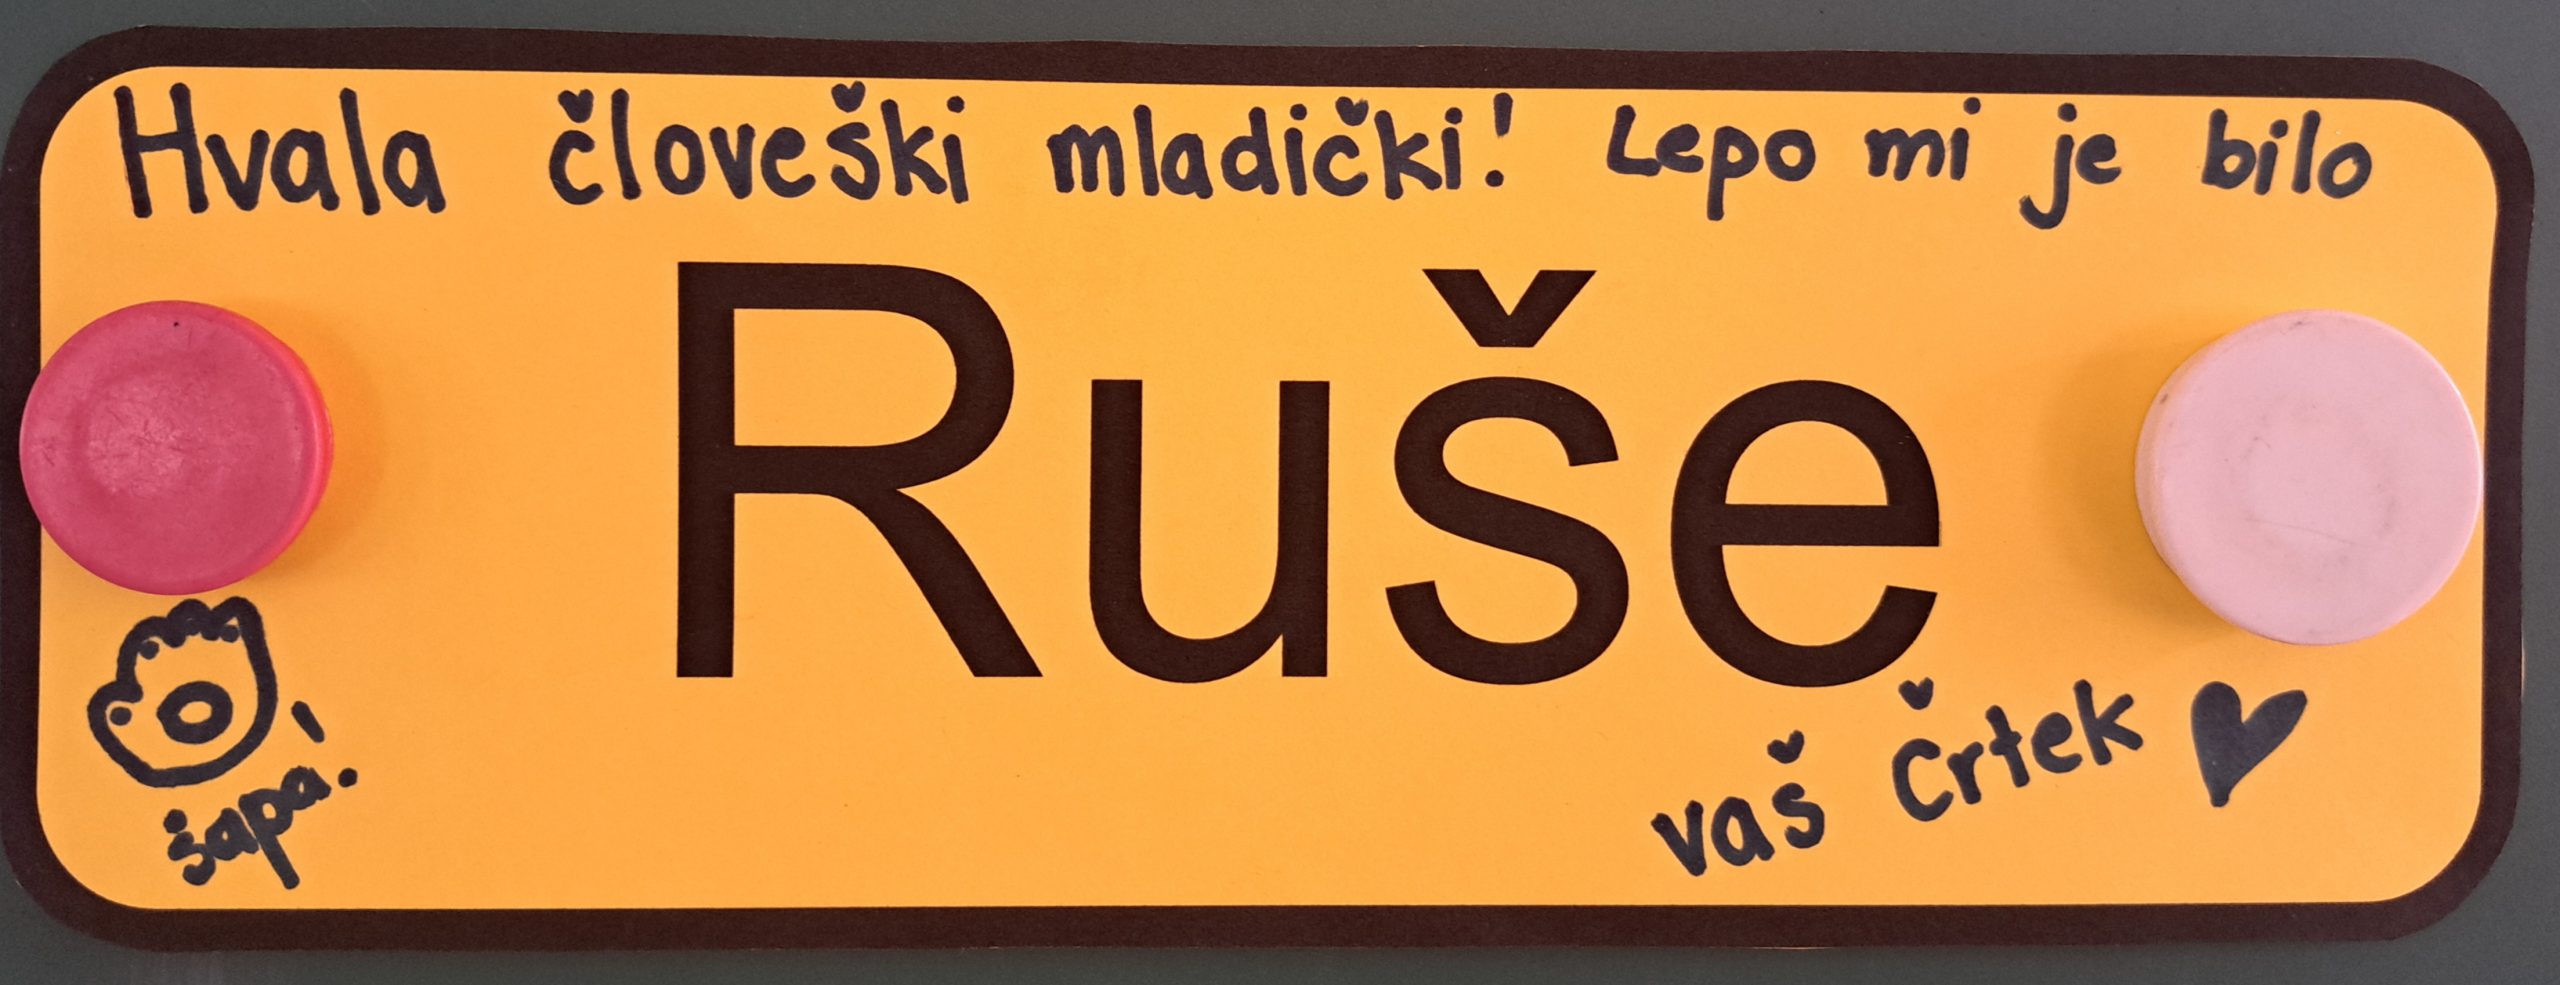 Hvala človeški mladički! Lepo mi je bilo
Ruše
šapa!
vaš Črtek